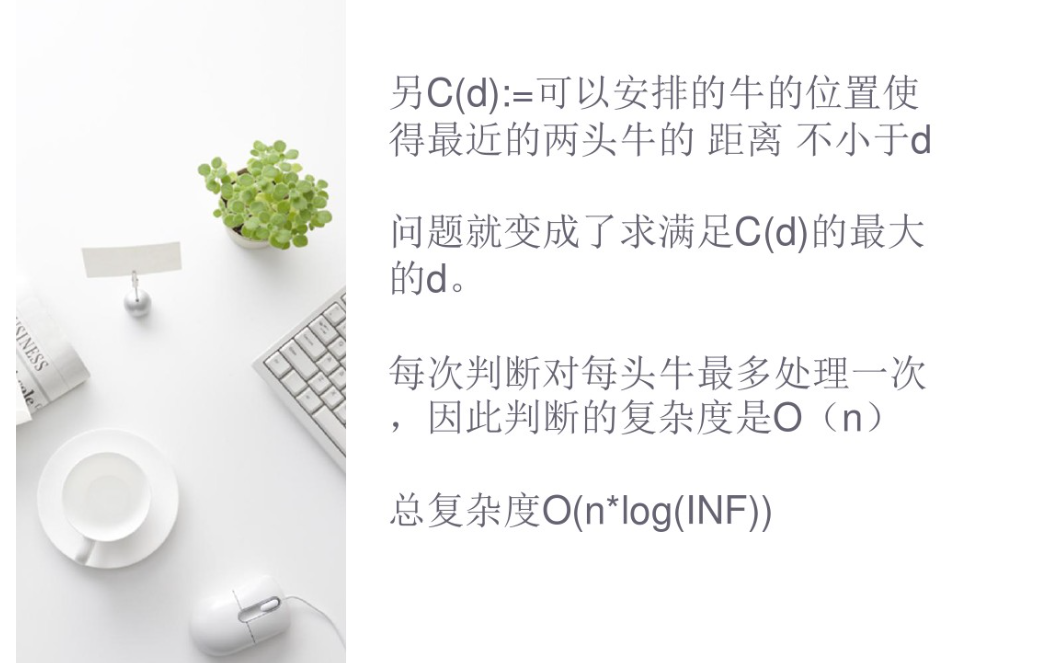 另C(d):=可以安排的牛的位置使
得最近的两头牛的 距离 不小于d
问题就变成了求满足C(d)的最大
的d。
每次判断对每头牛最多处理一次
，因此判断的复杂度是O（n）
总复杂度O(n*log(INF))